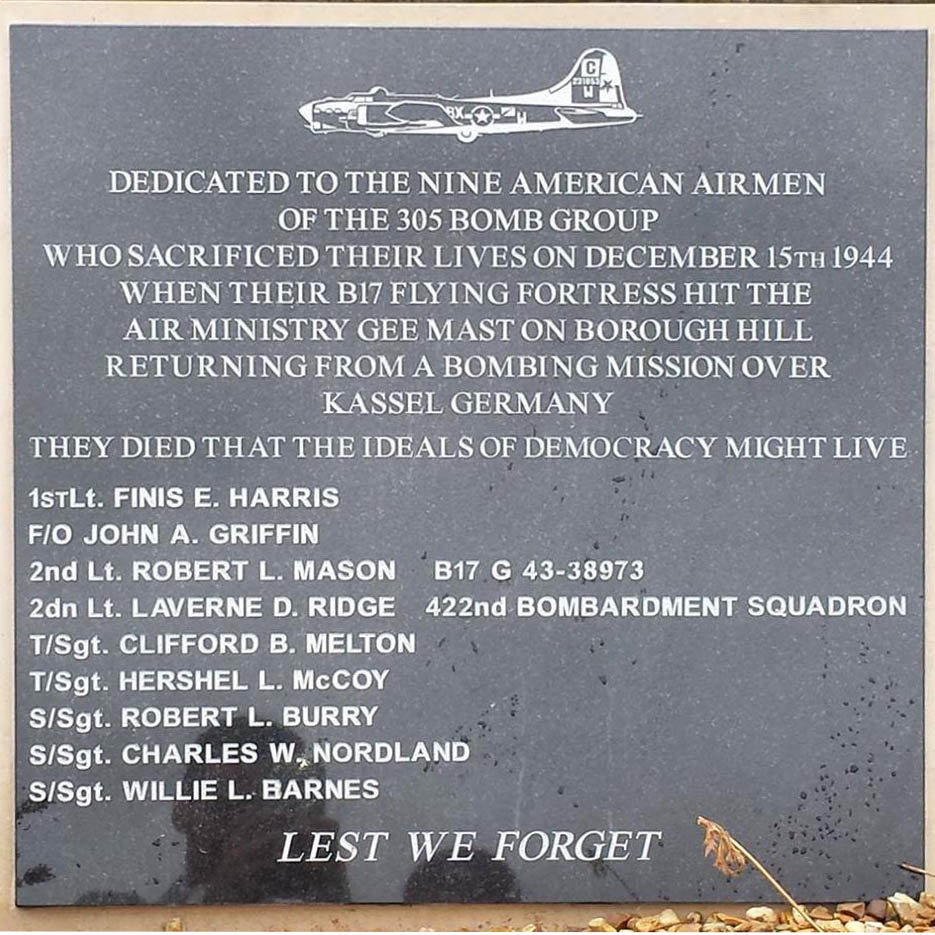 C
231853
W
BX W
DEDICATED TO THE NINE AMERICAN AIRMEN
OF THE 305 BOMB GROUP
WHO SACRIFICED THEIR LIVES ON DECEMBER 15TH 1944
WHEN THEIR B17 FLYING FORTRESS HIT THE
AIR MINISTRY GEE MAST ON BOROUGH HILL
RETURNING FROM A BOMBING MISSION OVER
KASSEL GERMANY
THEY DIED THAT THE IDEALS OF DEMOCRACY MIGHT LIVE
1STLt. FINIS E. HARRIS
F/O JOHN A. GRIFFIN
2nd Lt. ROBERT L. MASON B17 G 43-38973
2dn Lt. LAVERNE D. RIDGE 422nd BOMBARDMENT SQUADRON
T/Sgt. CLIFFORD B. MELTON
T/Sgt. HERSHEL L. McCOY
S/Sgt. ROBERT L. BURRY
S/Sgt. CHARLES W. NORDLAND
S/Sgt. WILLIE L. BARNES
LEST WE FORGET